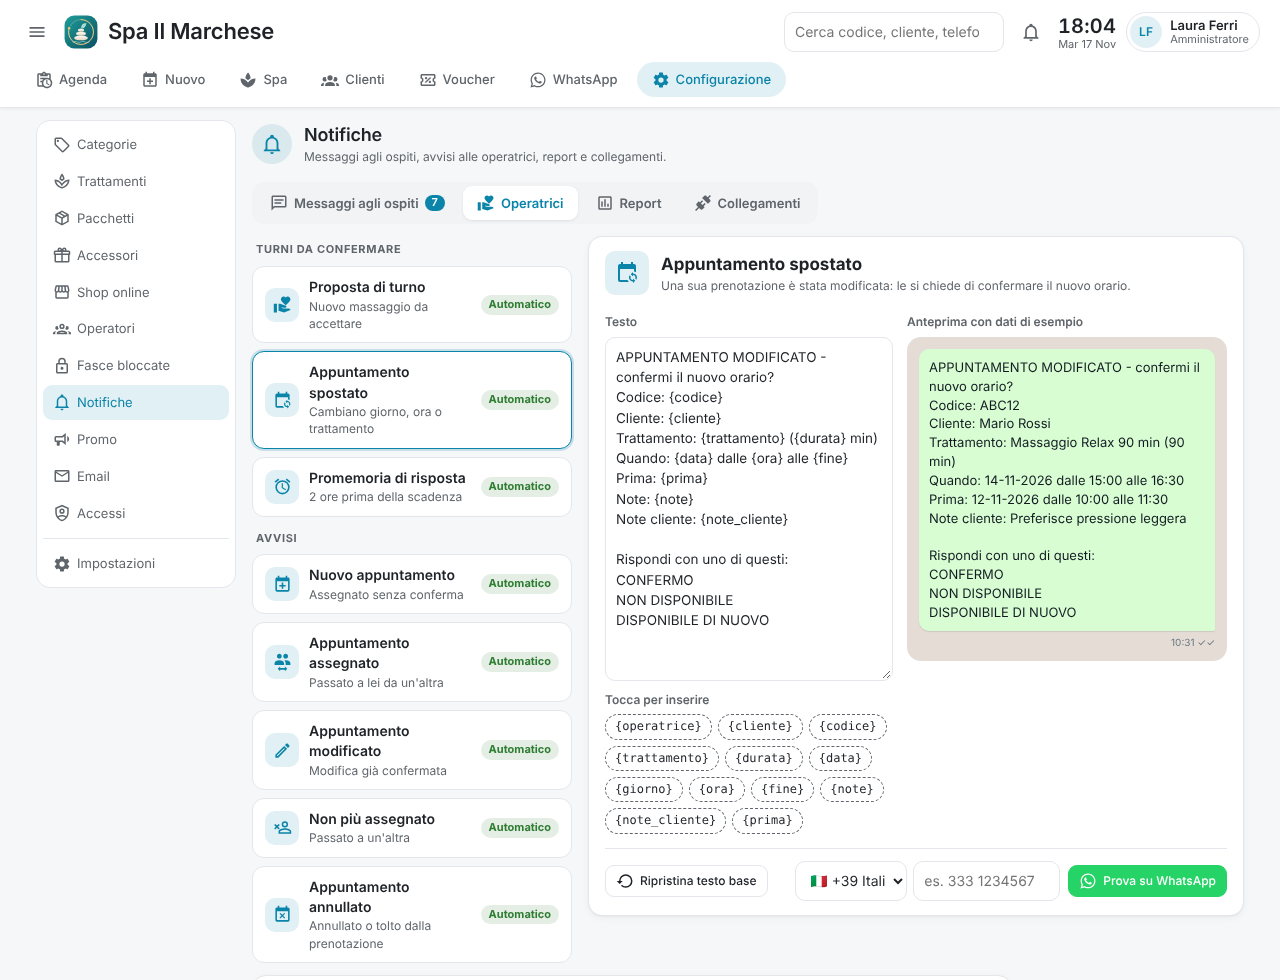 Spa Il Marchese
Cerca codice, cliente, telefo
18:04
Mar 17 Nov
LF
Laura Ferri
Amministratore
Agenda
Nuovo
Spa
Clienti
Voucher
WhatsApp
Configurazione
Categorie
Trattamenti
Pacchetti
Accessori
Shop online
Operatori
Fasce bloccate
Notifiche
Promo
Email
Accessi
Impostazioni
Notifiche
Messaggi agli ospiti, avvisi alle operatrici, report e collegamenti.
Messaggi agli ospiti 7
Operatrici
Report
Collegamenti
TURNI DA CONFERMARE
Proposta di turno
Nuovo massaggio da
accettare
Automatico
Appuntamento
spostato
Cambiano giorno, ora o
trattamento
Automatico
Promemoria di risposta
2 ore prima della scadenza
Automatico
AVVISI
Nuovo appuntamento
Assegnato senza conferma
Automatico
Appuntamento
assegnato
Passato a lei da un'altra
Automatico
Appuntamento
modificato
Modifica già confermata
Automatico
Non più assegnato
Passato a un'altra
Automatico
Appuntamento
annullato
Annullato o tolto dalla
prenotazione
Automatico
Appuntamento spostato
Una sua prenotazione è stata modificata: le si chiede di confermare il nuovo orario.
Testo
APPUNTAMENTO MODIFICATO -
confermi il nuovo orario?
Codice: {codice}
Cliente: {cliente}
Trattamento: {trattamento} ({durata} min)
Quando: {data} dalle {ora} alle {fine}
Prima: {prima}
Note: {note}
Note cliente: {note_cliente}
Rispondi con uno di questi:
CONFERMO
NON DISPONIBILE
DISPONIBILE DI NUOVO
Anteprima con dati di esempio
APPUNTAMENTO MODIFICATO - confermi il
nuovo orario?
Codice: ABC12
Cliente: Mario Rossi
Trattamento: Massaggio Relax 90 min (90
min)
Quando: 14-11-2026 dalle 15:00 alle 16:30
Prima: 12-11-2026 dalle 10:00 alle 11:30
Note cliente: Preferisce pressione leggera
Rispondi con uno di questi:
CONFERMO
NON DISPONIBILE
DISPONIBILE DI NUOVO
10:31
Tocca per inserire
{operatrice} {cliente} {codice}
{trattamento} {durata} {data}
{giorno} {ora} {fine} {note}
{note_cliente} {prima}
Ripristina testo base
+39 Itali
es. 333 1234567
Prova su WhatsApp